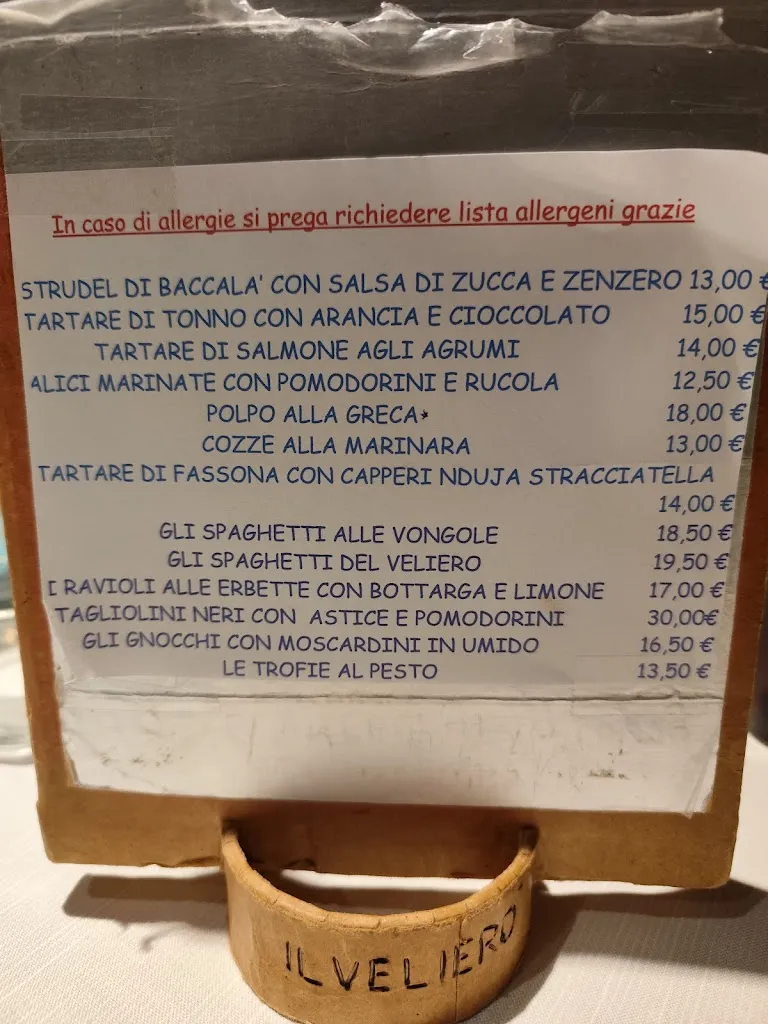 In caso di allergie si prega richiedere lista allergeni grazie
STRUDEL DI BACCALA' CON SALSA DI ZUCCA E ZENZERO 13,00 €
TARTARE DI TONNO CON ARANCIA E CIOCCOLATO 15,00 €
TARTARE DI SALMONE AGLI AGRUMI 14,00 €
ALICI MARINATE CON POMODORINI E RUCOLA 12,50 €
POLPO ALLA GRECA* 18,00 €
COZZE ALLA MARINARA 13,00 €
TARTARE DI FASSONA CON CAPPERI NDUJA STRACCIATELLA
14,00 €
GLI SPAGHETTI ALLE VONGOLE 18,50 €
GLI SPAGHETTI DEL VELIERO 19,50 €
I RAVIOLI ALLE ERBETTE CON BOTTARGA E LIMONE 17,00 €
TAGLIOLINI NERI CON ASTICE E POMODORINI 30,00€
GLI GNOCCHI CON MOSCARDINI IN UMIDO 16,50 €
LE TROFIE AL PESTO 13,50 €
IL VELIERO